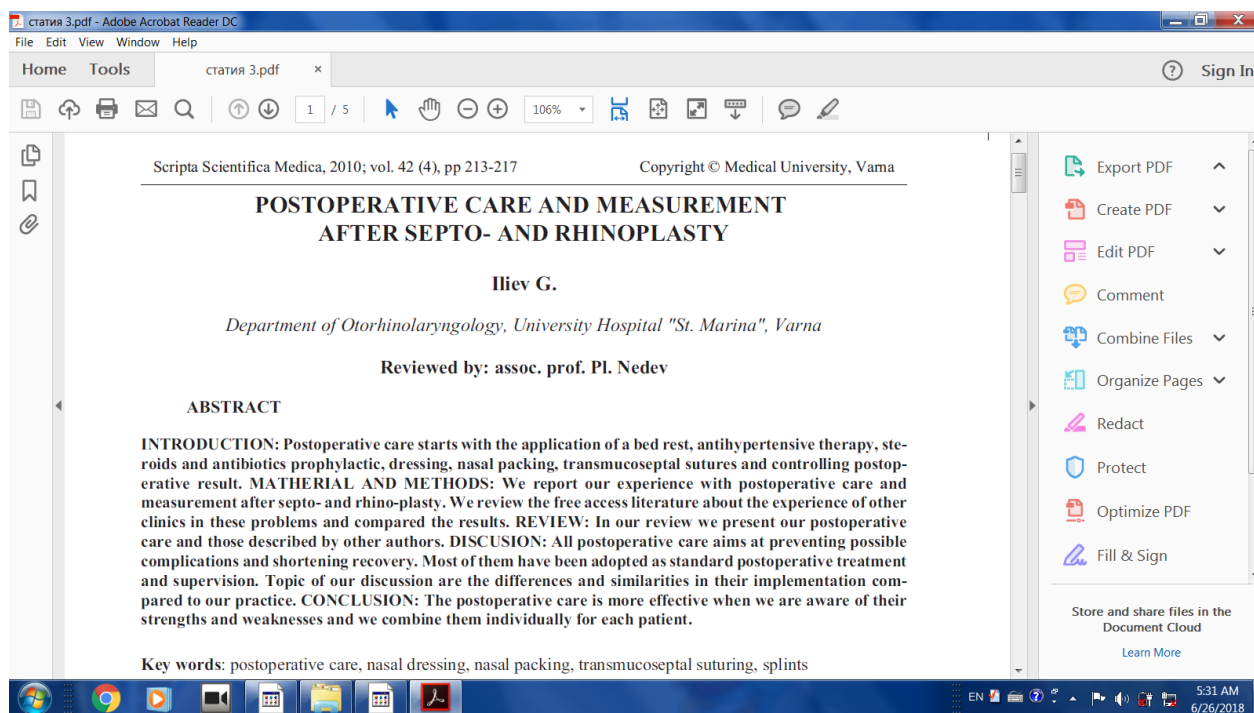 статия 3.pdf - Adobe Acrobat Reader DC
File Edit View Window Help
Home Tools статия 3.pdf × ? Sign In
1 / 5 106%
Scripta Scientifica Medica, 2010; vol. 42 (4), pp 213-217 Copyright © Medical University, Varna
POSTOPERATIVE CARE AND MEASUREMENT
AFTER SEPTO- AND RHINOPLASTY
Iliev G.
Department of Otorhinolaryngology, University Hospital "St. Marina", Varna
Reviewed by: assoc. prof. Pl. Nedev
ABSTRACT
INTRODUCTION: Postoperative care starts with the application of a bed rest, antihypertensive therapy, ste-
roids and antibiotics prophylactic, dressing, nasal packing, transmucoseptal sutures and controlling postop-
erative result. MATHERIAL AND METHODS: We report our experience with postoperative care and
measurement after septo- and rhino-plasty. We review the free access literature about the experience of other
clinics in these problems and compared the results. REVIEW: In our review we present our postoperative
care and those described by other authors. DISCUSION: All postoperative care aims at preventing possible
complications and shortening recovery. Most of them have been adopted as standard postoperative treatment
and supervision. Topic of our discussion are the differences and similarities in their implementation com-
pared to our practice. CONCLUSION: The postoperative care is more effective when we are aware of their
strengths and weaknesses and we combine them individually for each patient.
Key words: postoperative care, nasal dressing, nasal packing, transmucoseptal suturing, splints
Export PDF
Create PDF
Edit PDF
Comment
Combine Files
Organize Pages
Redact
Protect
Optimize PDF
Fill & Sign
Store and share files in the
Document Cloud
Learn More
EN 5:31 AM
6/26/2018